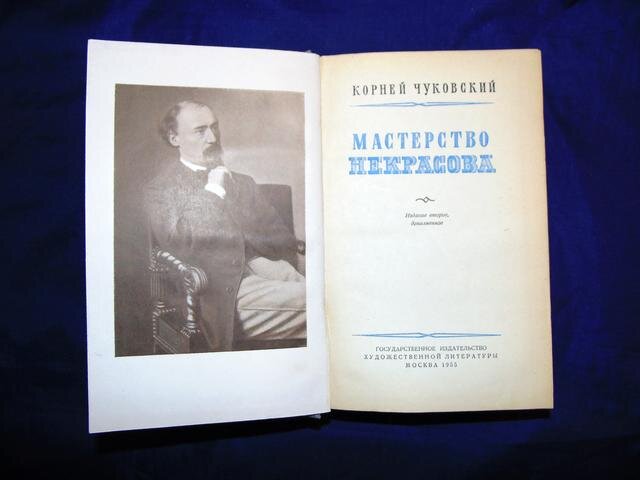 КОРНЕЙ ЧУКОВСКИЙ
МАСТЕРСТВО
НЕКРАСОВА
Издание второе,
дополненное
ГОСУДАРСТВЕННОЕ ИЗДАТЕЛЬСТВО
ХУДОЖЕСТВЕННОЙ ЛИТЕРАТУРЫ
МОСКВА 1955